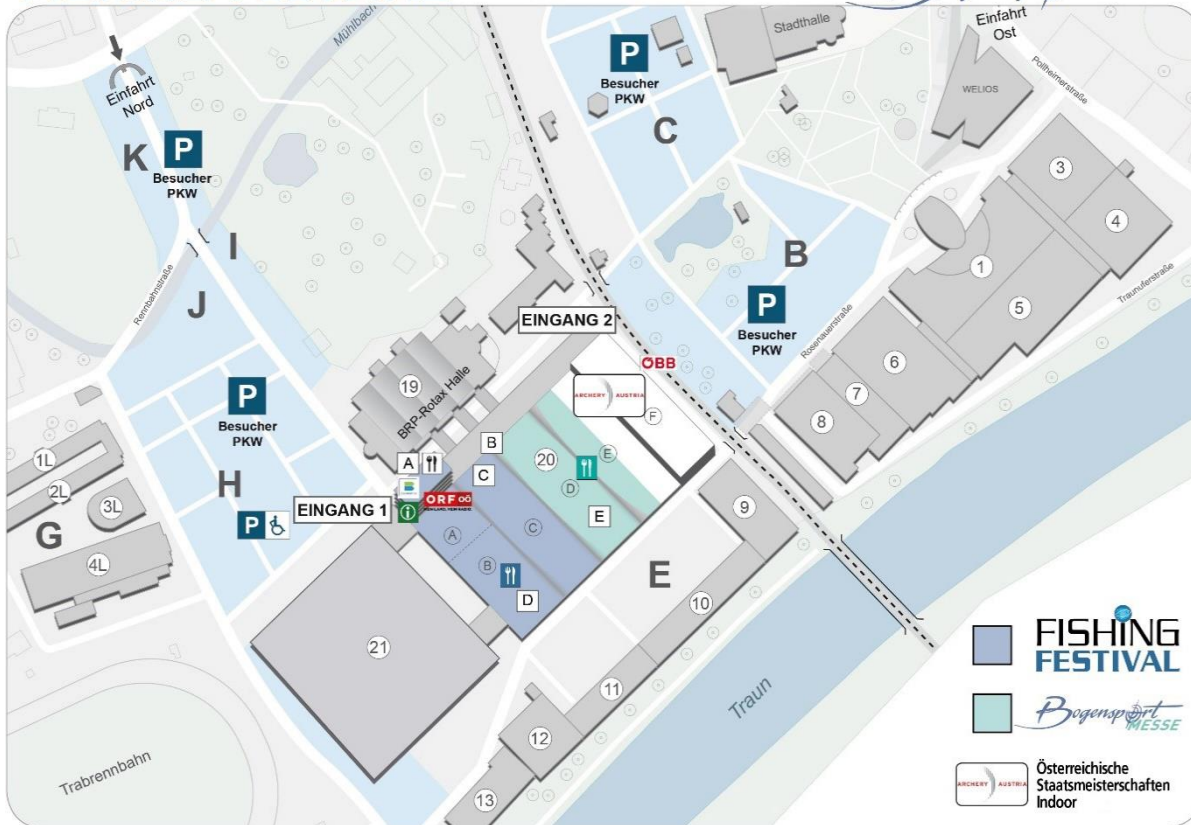 Mühlbach
Einfahrt
Nord
K
P
Besucher
PKW
I
J
Rennbahnstraße
P
Besucher
PKW
C
Stadthalle
Einfahrt
Ost
WELIOS
Pollheimerstraße
B
P
Besucher
PKW
3
4
1
5
6
7
8
Rosenauerstraße
Traunuferstraße
EINGANG 2
ÖBB
ARCHERY AUSTRIA
F
19
BRP-Rotax Halle
P
Besucher
PKW
H
P
1L
2L
3L
4L
G
EINGANG 1
A
i
ORF OÖ
B
C
20
E
D
E
A
B
C
D
E
9
10
11
12
13
21
Traun
Trabrennbahn
FISHING
FESTIVAL
Bogensport
MESSE
ARCHERY AUSTRIA
Österreichische
Staatsmeisterschaften
Indoor